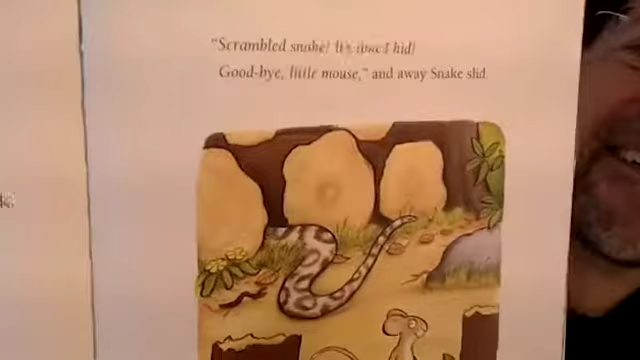 "Scrambled snake! It's time I hid!
Good-bye, little mouse," and away Snake slid.